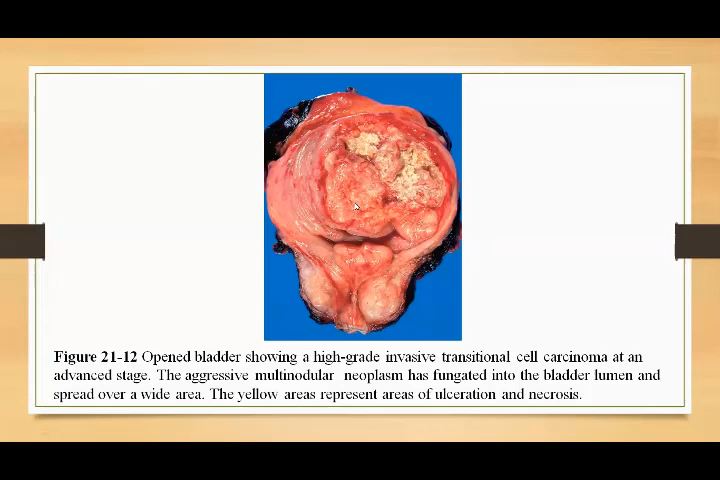 Figure 21-12 Opened bladder showing a high-grade invasive transitional cell carcinoma at an
advanced stage. The aggressive multinodular neoplasm has fungated into the bladder lumen and
spread over a wide area. The yellow areas represent areas of ulceration and necrosis.